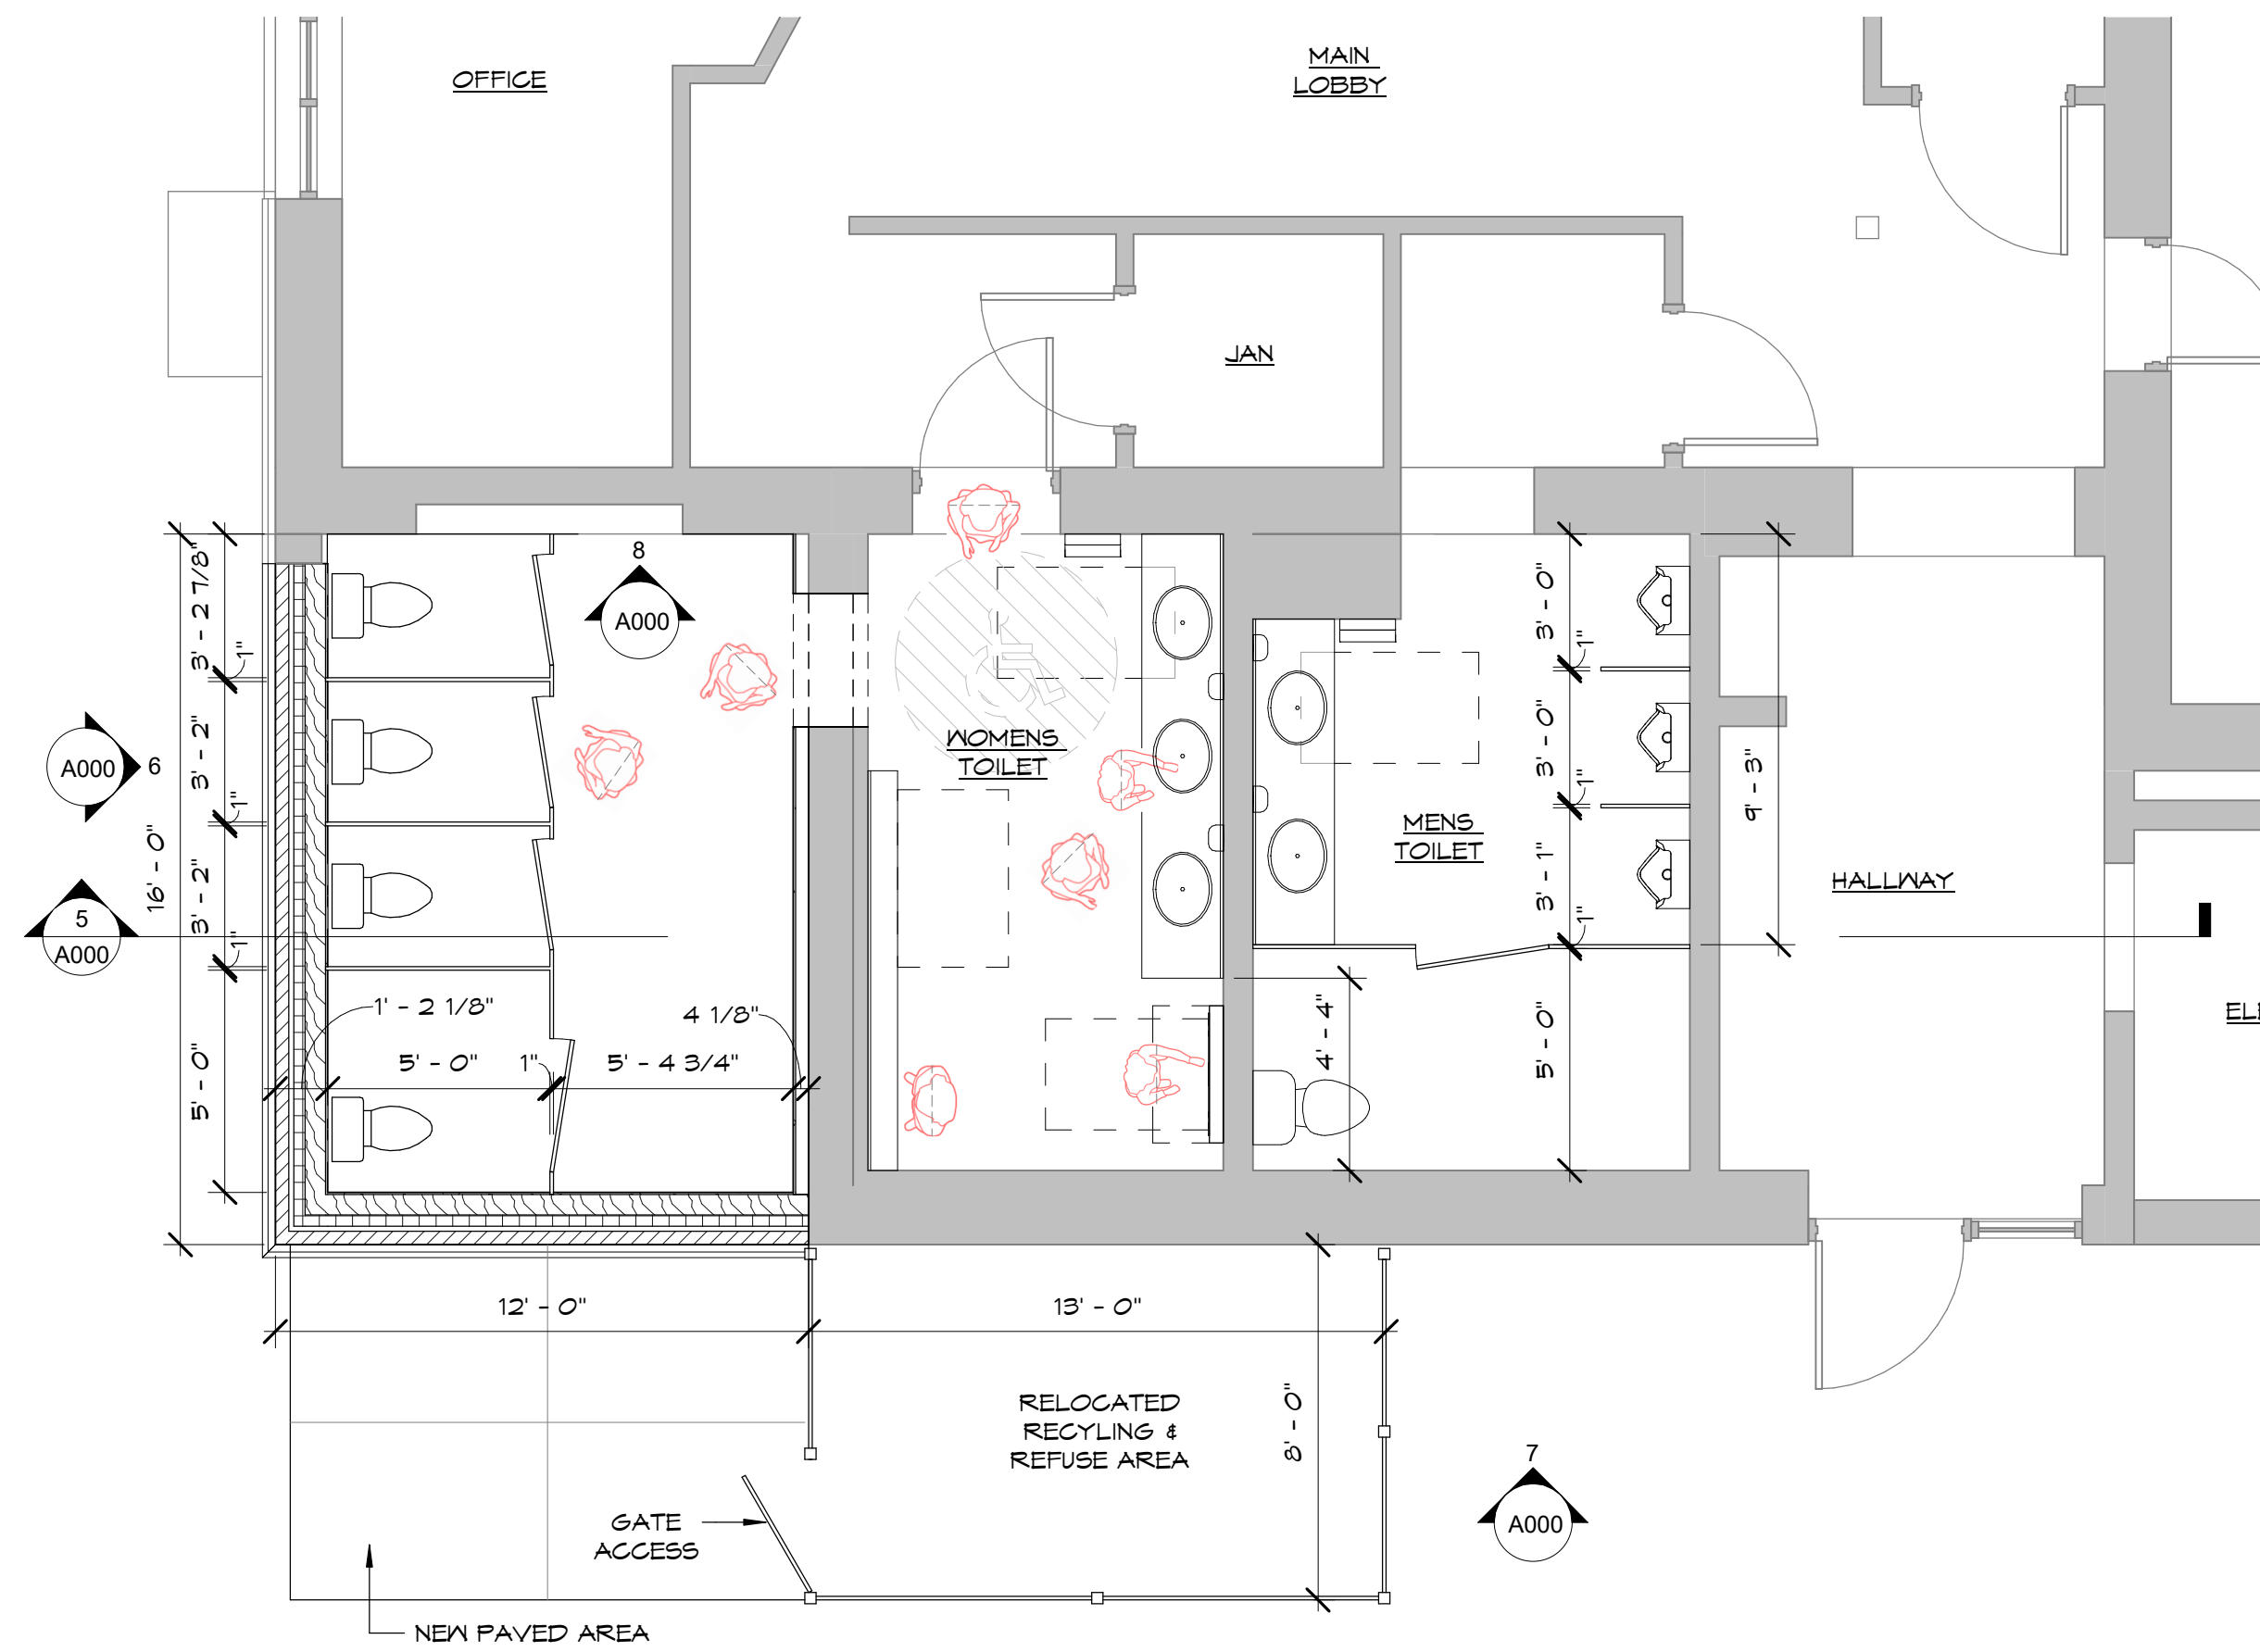 OFFICE
MAIN
LOBBY
JAN
8
A000
3' - 2 7/8"
1"
3' - 0"
1"
A000 6
3' - 2"
1"
WOMENS
TOILET
3' - 0"
1"
9' - 3"
MENS
TOILET
16' - 0"
3' - 2"
1"
3' - 1"
1"
HALLWAY
5
A000
1' - 2 1/8"
4 1/8"
5' - 0"
5' - 0"
1"
5' - 4 3/4"
4' - 4"
5' - 0"
12' - 0"
13' - 0"
RELOCATED
RECYLING &
REFUSE AREA
8' - 0"
7
A000
GATE
ACCESS
NEW PAVED AREA